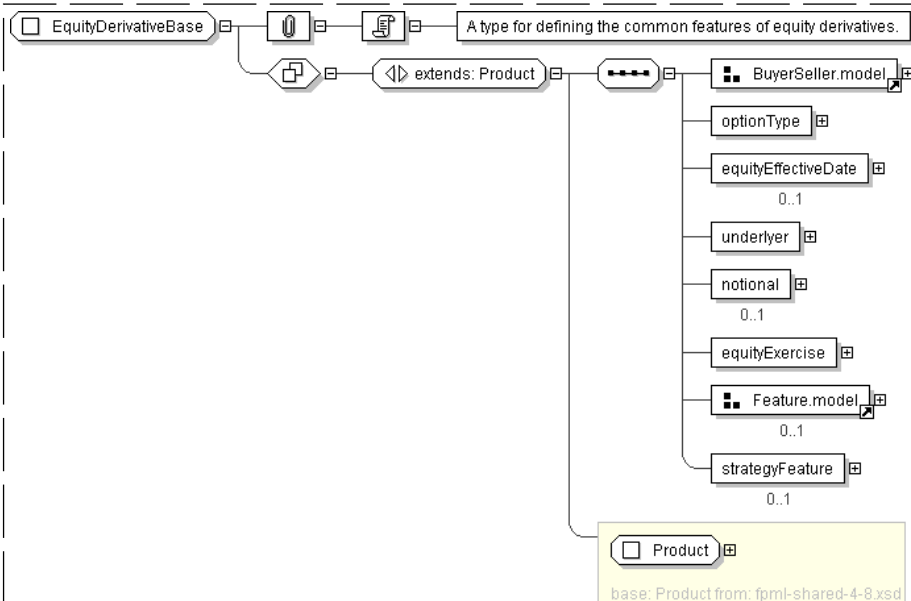 EquityDerivativeBase
A type for defining the common features of equity derivatives.
extends: Product
BuyerSeller.model
optionType
equityEffectiveDate
0..1
underlyer
notional
0..1
equityExercise
Feature.model
0..1
strategyFeature
0..1
Product
base: Product from: fpml-shared-4-8.xsd